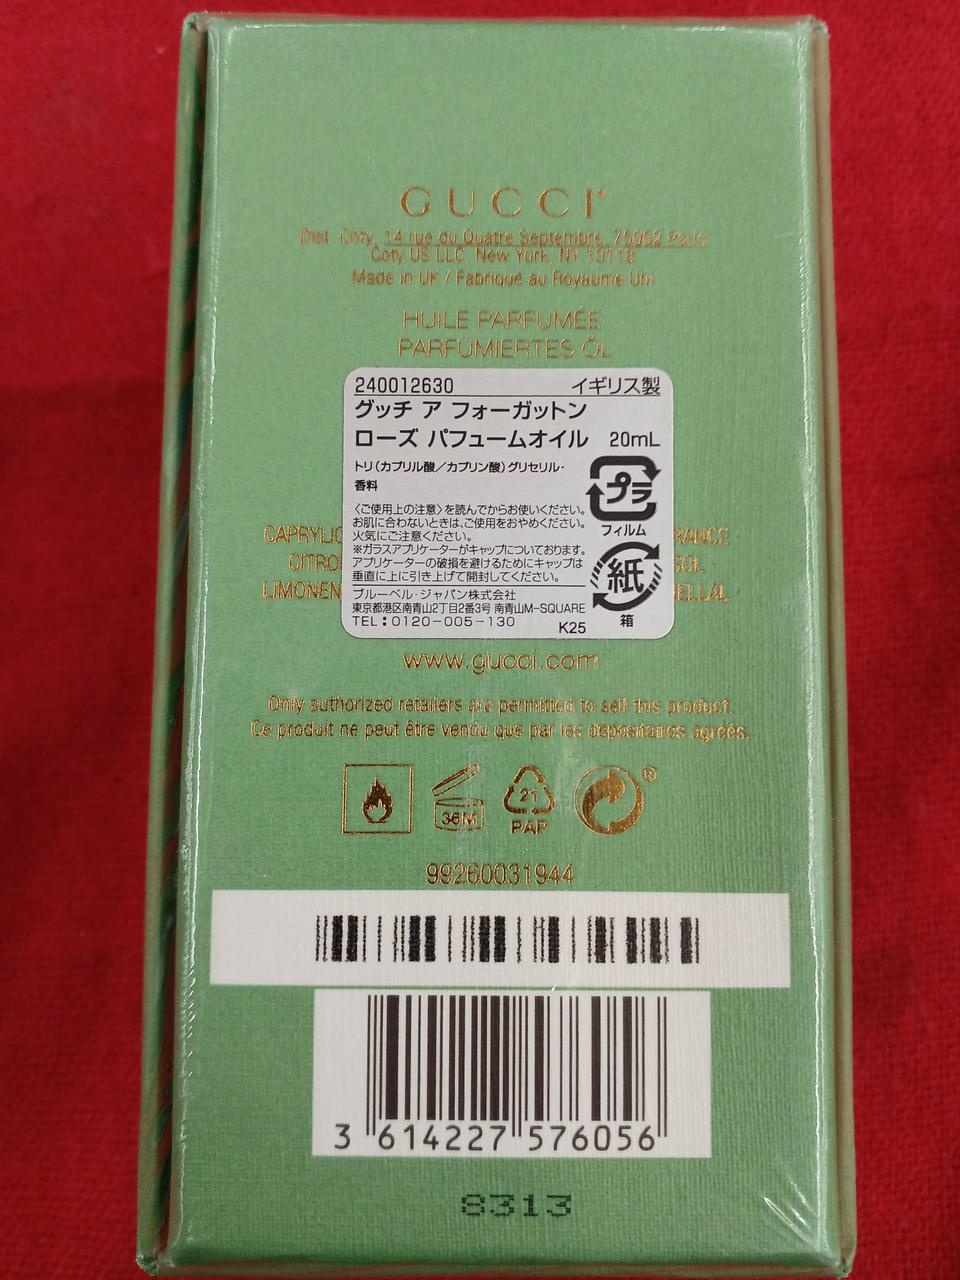 GUCCI
Dist. Coty, 14 rue du Quatre Septembre, 75002 Paris
Coty US LLC, New York, NY 10118
Made in UK / Fabriqué au Royaume Uni
HUILE PARFUMÉE
PARFÜMIERTES ÖL
240012630 イギリス製
グッチ ア フォーガットン
ローズ パフュームオイル 20mL
トリ(カプリル酸/カプリン酸)グリセリル・
香料
プラ
フィルム
〈ご使用上の注意〉を読んでからお使いください。
お肌に合わないときは、ご使用をおやめください。
火気にご注意ください。
※ガラスアプリケーターがキャップについております。
アプリケーターの破損を避けるためにキャップは
垂直に上に引き上げて開封してください。
紙
箱
ブルーベル・ジャパン株式会社
東京都港区南青山2丁目2番3号 南青山M-SQUARE
TEL:0120-005-130 K25
www.gucci.com
Only authorized retailers are permitted to sell this product.
Ce produit ne peut être vendu que par les dépositaires agréés.
36M
21
PAP
®
99260031944
3 614227 576056
8313